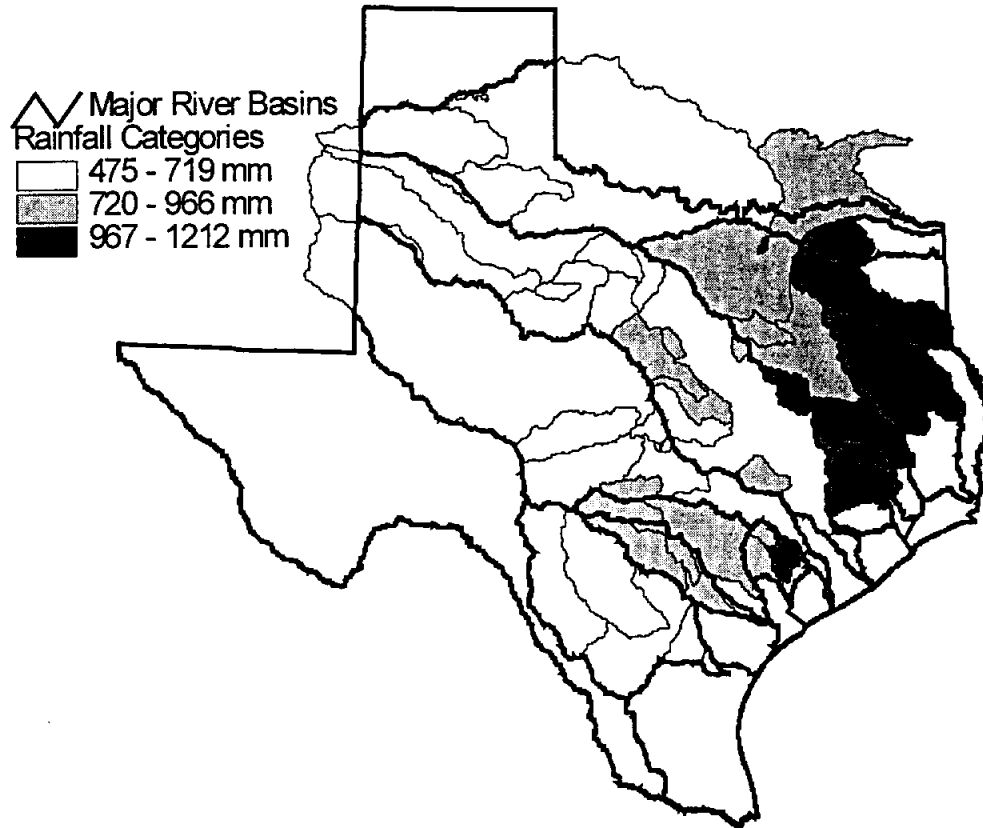 Major River Basins
Rainfall Categories
475 - 719 mm
720 - 966 mm
967 - 1212 mm